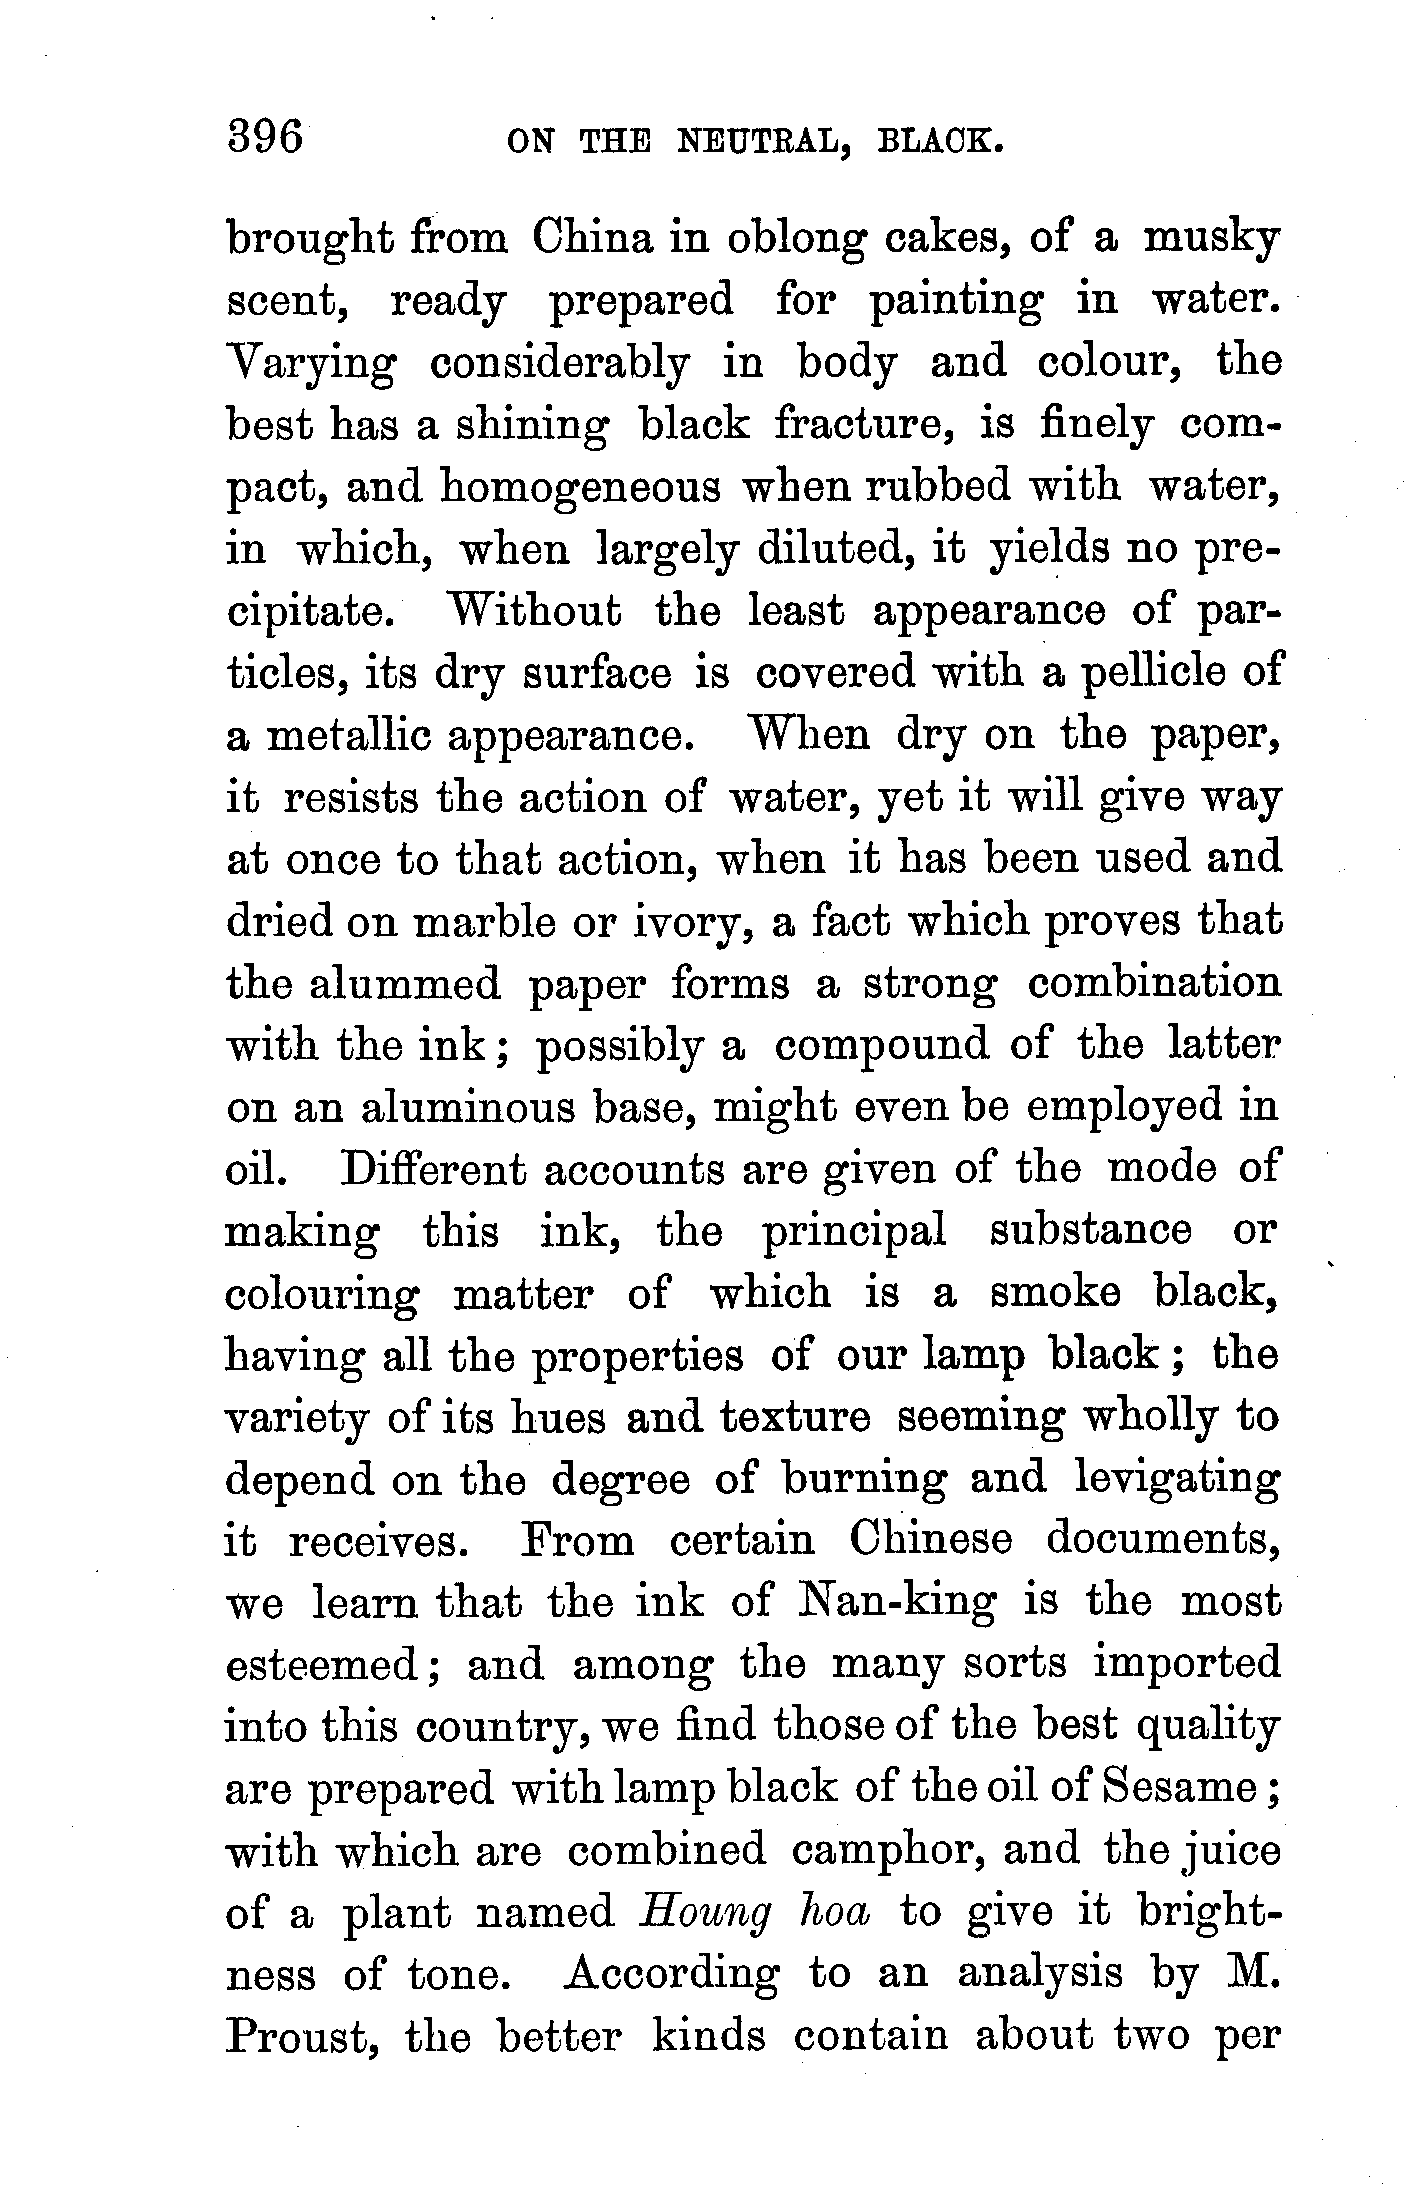 396 ON THE NEUTRAL, BLACK.
brought from China in oblong cakes, of a musky
scent, ready prepared for painting in water.
Varying considerably in body and colour, the
best has a shining black fracture, is finely com-
pact, and homogeneous when rubbed with water,
in which, when largely diluted, it yields no pre-
cipitate. Without the least appearance of par-
ticles, its dry surface is covered with a pellicle of
a metallic appearance. When dry on the paper,
it resists the action of water, yet it will give way
at once to that action, when it has been used and
dried on marble or ivory, a fact which proves that
the alummed paper forms a strong combination
with the ink; possibly a compound of the latter
on an aluminous base, might even be employed in
oil. Different accounts are given of the mode of
making this ink, the principal substance or
colouring matter of which is a smoke black,
having all the properties of our lamp black; the
variety of its hues and texture seeming wholly to
depend on the degree of burning and levigating
it receives. From certain Chinese documents,
we learn that the ink of Nan-king is the most
esteemed; and among the many sorts imported
into this country, we find those of the best quality
are prepared with lamp black of the oil of Sesame;
with which are combined camphor, and the juice
of a plant named Houng hoa to give it bright-
ness of tone. According to an analysis by M.
Proust, the better kinds contain about two per